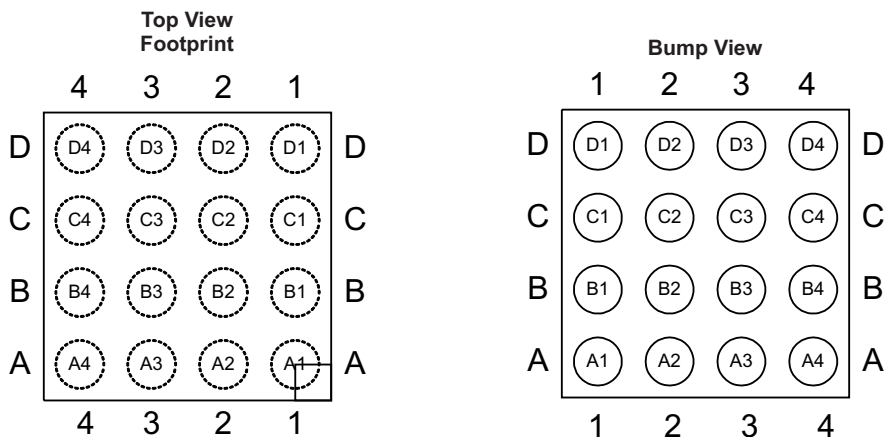 Top View
Footprint
4 3 2 1
D D4 D3 D2 D1 D
C C4 C3 C2 C1 C
B B4 B3 B2 B1 B
A A4 A3 A2 A1 A
4 3 2 1
Bump View
1 2 3 4
D D1 D2 D3 D4 D
C C1 C2 C3 C4 C
B B1 B2 B3 B4 B
A A1 A2 A3 A4 A
1 2 3 4